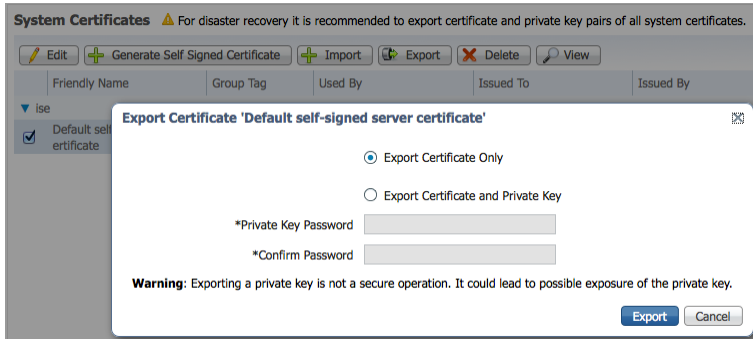 System Certificates For disaster recovery it is recommended to export certificate and private key pairs of all system certificates.
Edit Generate Self Signed Certificate Import Export Delete View
Friendly Name Group Tag Used By Issued To Issued By
ise
Export Certificate 'Default self-signed server certificate'
Default self
ertificate
Export Certificate Only
Export Certificate and Private Key
*Private Key Password
*Confirm Password
Warning: Exporting a private key is not a secure operation. It could lead to possible exposure of the private key.
Export Cancel